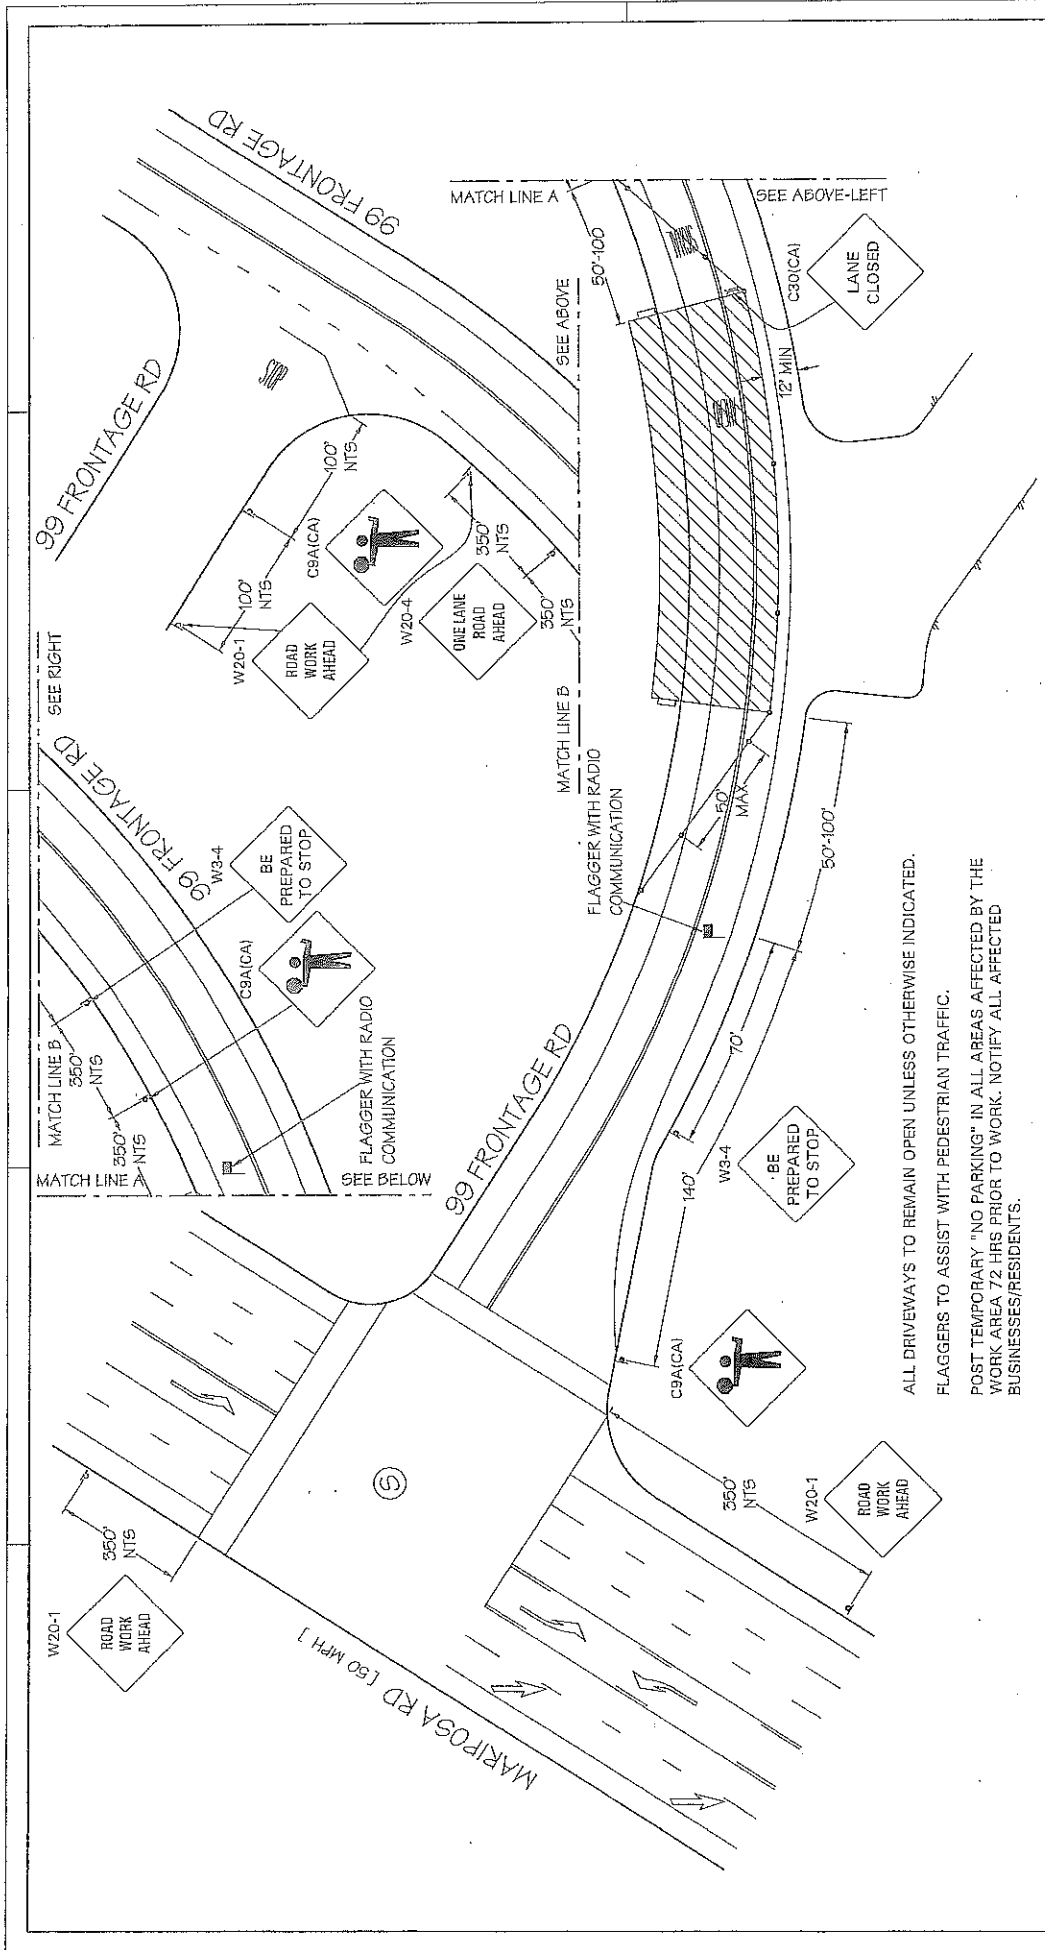 99 FRONTAGE RD
99 FRONTAGE RD
STOP
100'
NTS
100'
NTS
C9A(CA)
W20-1
ROAD
WORK
AHEAD
W20-4
ONE LANE
ROAD
AHEAD
350'
NTS
350'
NTS
SEE ABOVE
MATCH LINE B
SEE RIGHT
MATCH LINE B
350'
NTS
350'
NTS
MATCH LINE A
SEE BELOW
99 FRONTAGE RD
W3-4
BE
PREPARED
TO STOP
C9A(CA)
FLAGGER WITH RADIO
COMMUNICATION
MATCH LINE A
SEE ABOVE-LEFT
50'-100
C30(CA)
LANE
CLOSED
12' MIN
FLAGGER WITH RADIO
COMMUNICATION
50'
MAX
50'-100'
70'
140'
W3-4
BE
PREPARED
TO STOP
C9A(CA)
99 FRONTAGE RD
W20-1
ROAD
WORK
AHEAD
350'
NTS
S
MARIPOSA RD [50 MPH]
350'
NTS
W20-1
ROAD
WORK
AHEAD
ALL DRIVEWAYS TO REMAIN OPEN UNLESS OTHERWISE INDICATED.
FLAGGERS TO ASSIST WITH PEDESTRIAN TRAFFIC.
POST TEMPORARY "NO PARKING" IN ALL AREAS AFFECTED BY THE
WORK AREA 72 HRS PRIOR TO WORK. NOTIFY ALL AFFECTED
BUSINESSES/RESIDENTS.